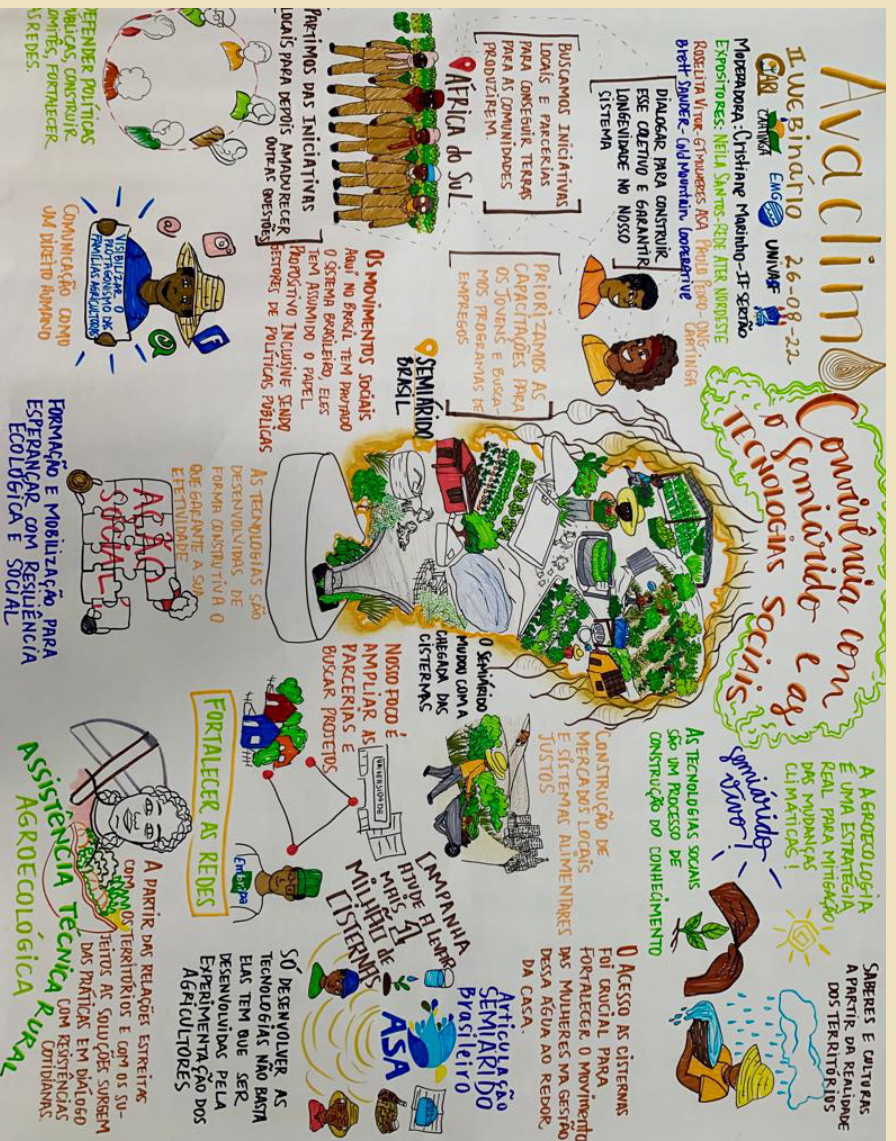 Avaclim
II WEBINÁRIO 26-08-22
CAATINGA
EMG
UNIVASF
Moderadora: Cristiane Marinho - IF SERTÃO
EXPOSITORES: NEILA SANTOS - REDE ATER NORDESTE
ROSELITA VITOR - GT MULHERES ASA PAULO PEDRO - ONG. CAATINGA
Brett SANDER - Cold Mountain Cooperative
Convivência com
o Semiárido e as
TECNOLOGIAS SOCIAIS
A AGROECOLOGIA
É UMA ESTRATÉGIA
REAL PARA MITIGAÇÃO
DAS MUDANÇAS
CLIMÁTICAS!
SABERES E CULTURAS
A PARTIR DA REALIDADE
DOS TERRITÓRIOS
semiárido
vivo!
DIALOGAR PARA CONSTRUIR
ESSE COLETIVO E GARANTIR
LONGEVIDADE NO NOSSO
SISTEMA
BUSCAMOS INICIATIVAS
LOCAIS E PARCERIAS
PARA CONSEGUIR TERRAS
PARA AS COMUNIDADES
PRODUZIREM.
PRIORIZAMOS AS
CAPACITAÇÕES PARA
OS JOVENS E BUSCA-
MOS PROGRAMAS DE
EMPREGOS
ÁFRICA do SUL
SEMIÁRIDO
BRASIL
AS TECNOLOGIAS SOCIAIS
SÃO UM PROCESSO DE
CONSTRUÇÃO DO CONHECIMENTO
CONSTRUÇÃO DE
MERCADOS LOCAIS
E SISTEMAS ALIMENTARES
JUSTOS
O ACESSO AS CISTERNAS
FOI CRUCIAL PARA
FORTALECER O MOVIMENTO
DAS MULHERES NA GESTÃO
DESSA ÁGUA AO REDOR
DA CASA.
O SEMIÁRIDO
MUDOU COM A
CHEGADA DAS
CISTERNAS
PARTIMOS DAS INICIATIVAS
LOCAIS PARA DEPOIS AMADURECER
OUTRAS QUESTÕES
OS MOVIMENTOS SOCIAIS
AQUI NO BRASIL TEM PAUTADO
O SISTEMA BRASILEIRO, ELES
TEM ASSUMIDO O PAPEL
PROPOSITIVO INCLUSIVE SENDO
GESTORES DE POLÍTICAS PÚBLICAS
AS TECNOLOGIAS SÃO
DESENVOLVIDAS DE
FORMA CONSTRUTIVA O
QUE GARANTE A SUA
EFETIVIDADE
NOSSO FOCO É
AMPLIAR AS
PARCERIAS E
BUSCAR PROJETOS
UNIVERSIDADE
Embrapa
FORTALECER AS REDES
CAMPANHA
AJUDE A LEVAR
MAIS 1
MILHÃO de
CISTERNAS
Articulação
SEMIÁRIDO
Brasileiro
ASA
DEFENDER POLÍTICAS
PÚBLICAS, CONSTRUIR
COMITÊS, FORTALECER
AS REDES.
VISIBILIZAR O
PROTAGONISMO DAS
FAMÍLIAS AGRICULTORAS
COMUNICAÇÃO COMO
UM DIREITO HUMANO
AÇÃO
SOCIAL
FORMAÇÃO E MOBILIZAÇÃO PARA
ESPERANÇAR COM RESILIÊNCIA
ECOLÓGICA E SOCIAL
SÓ DESENVOLVER AS
TECNOLOGIAS NÃO BASTA
ELAS TEM QUE SER
DESENVOLVIDAS PELA
EXPERIMENTAÇÃO DOS
AGRICULTORES
A PARTIR DAS RELAÇÕES ESTREITAS
COM OS TERRITÓRIOS E COM OS SU-
JEITOS AS SOLUÇÕES SURGEM
DAS PRÁTICAS EM DIÁLOGO
COM RESISTÊNCIAS
COTIDIANAS.
ASSISTÊNCIA TÉCNICA RURAL
AGROECOLÓGICA